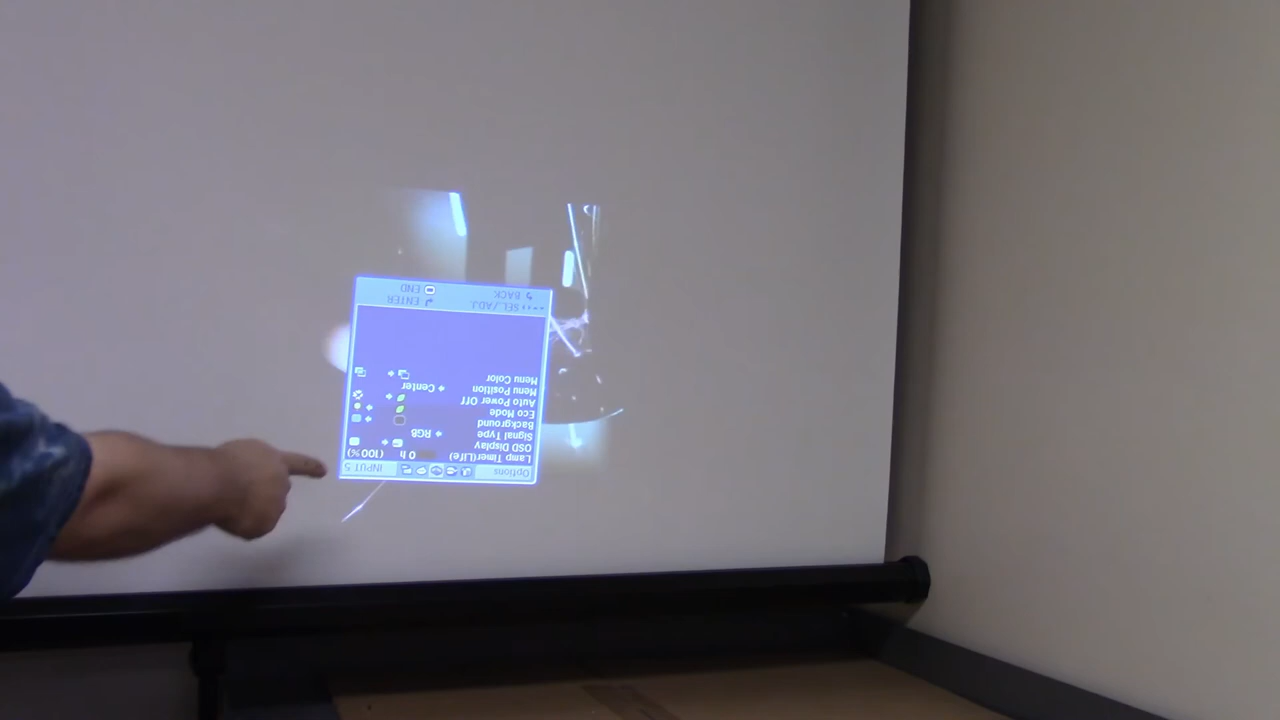 Options INPUT 5
Lamp Timer(Life) 0 h (100%)
OSD Display
Signal Type RGB
Background
Eco Mode
Auto Power Off
Menu Position Center
Menu Color
SEL./ADJ. ENTER
BACK END